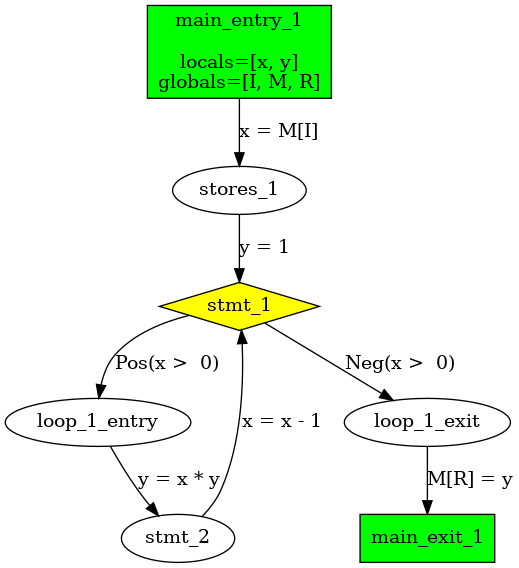 main_entry_1
locals=[x, y]
globals=[I, M, R]
x = M[I]
stores_1
y = 1
stmt_1
Pos(x >  0)
Neg(x >  0)
loop_1_entry
x = x - 1
loop_1_exit
y = x * y
M[R] = y
stmt_2
main_exit_1